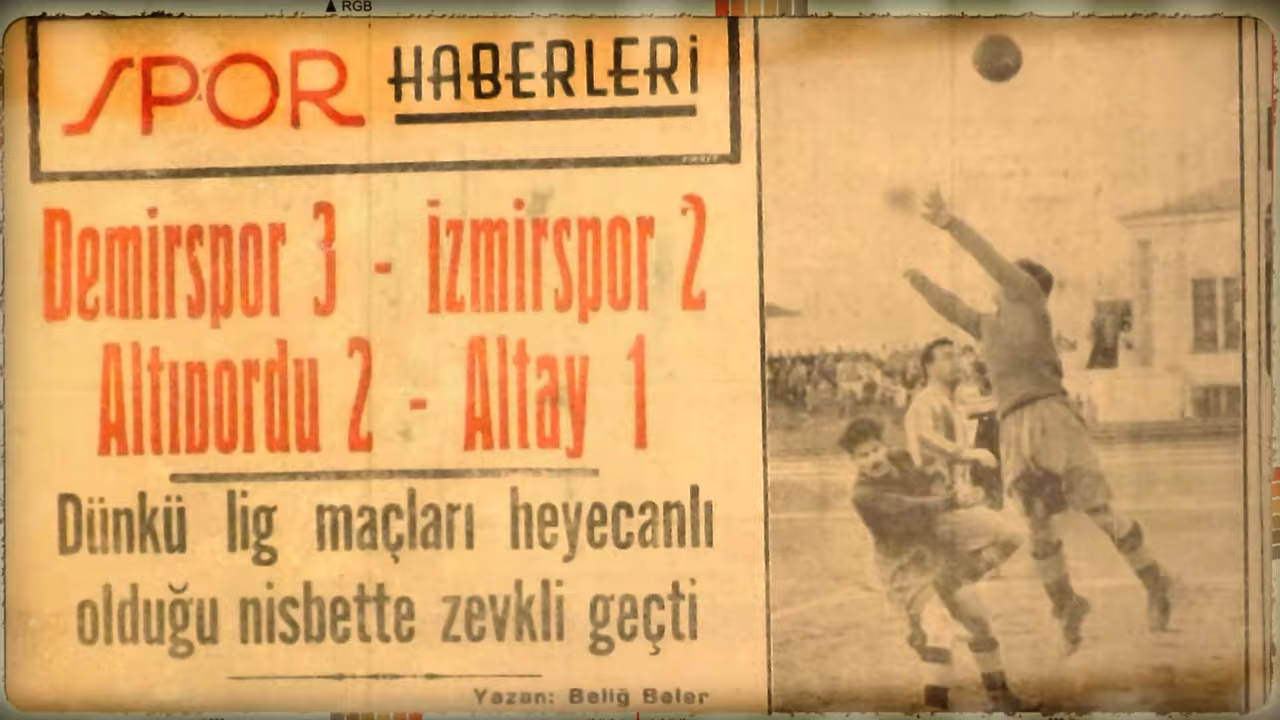 ▲ RGB
SPOR HABERLERİ
Demirspor 3 - İzmirspor 2
Altınordu 2 - Altay 1
Dünkü lig maçları heyecanlı
olduğu nisbette zevkli geçti
Yazan: Beliğ Beler